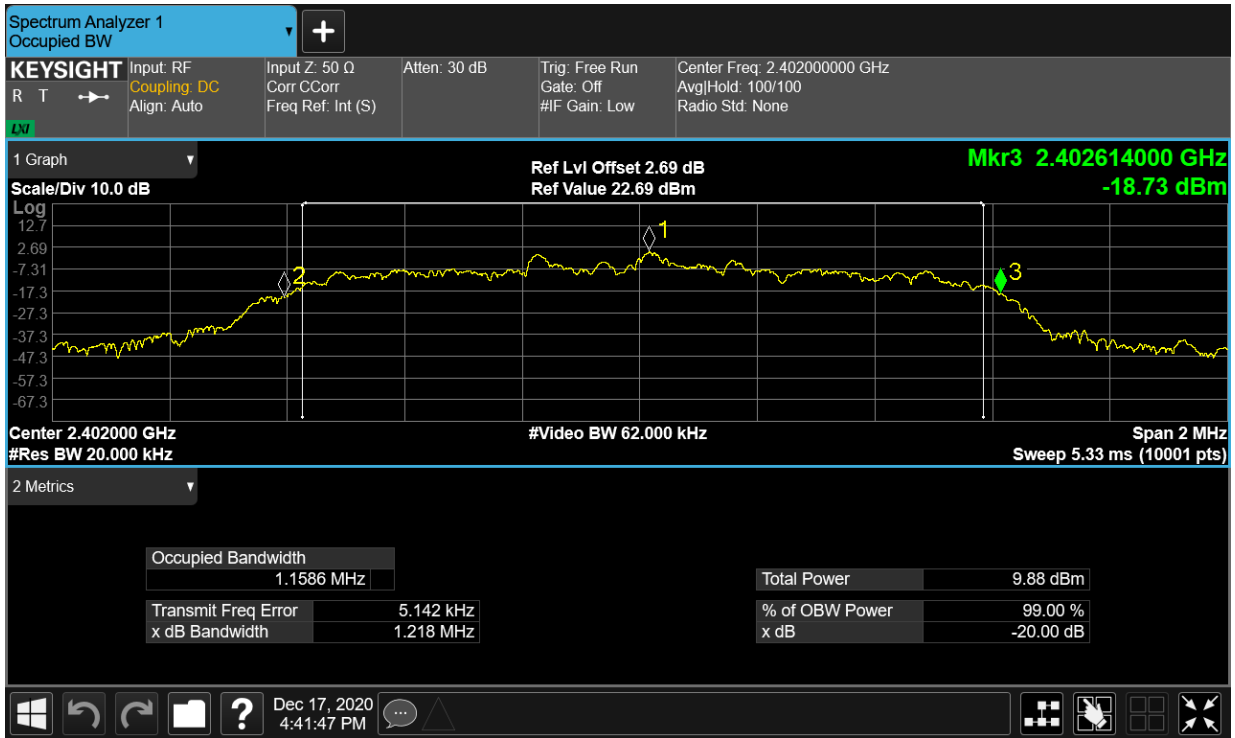 Spectrum Analyzer 1
Occupied BW
KEYSIGHT
R T
LXI
Input: RF
Coupling: DC
Align: Auto
Input Z: 50 Ω
Corr CCorr
Freq Ref: Int (S)
Atten: 30 dB
Trig: Free Run
Gate: Off
#IF Gain: Low
Center Freq: 2.402000000 GHz
Avg|Hold: 100/100
Radio Std: None
1 Graph
Scale/Div 10.0 dB
Ref Lvl Offset 2.69 dB
Ref Value 22.69 dBm
Mkr3 2.402614000 GHz
-18.73 dBm
Log
12.7
2.69
-7.31
-17.3
-27.3
-37.3
-47.3
-57.3
-67.3
1
2
3
Center 2.402000 GHz
#Res BW 20.000 kHz
#Video BW 62.000 kHz
Span 2 MHz
Sweep 5.33 ms (10001 pts)
2 Metrics
Occupied Bandwidth
1.1586 MHz
Transmit Freq Error 5.142 kHz
x dB Bandwidth 1.218 MHz
Total Power 9.88 dBm
% of OBW Power 99.00 %
x dB -20.00 dB
?
Dec 17, 2020
4:41:47 PM